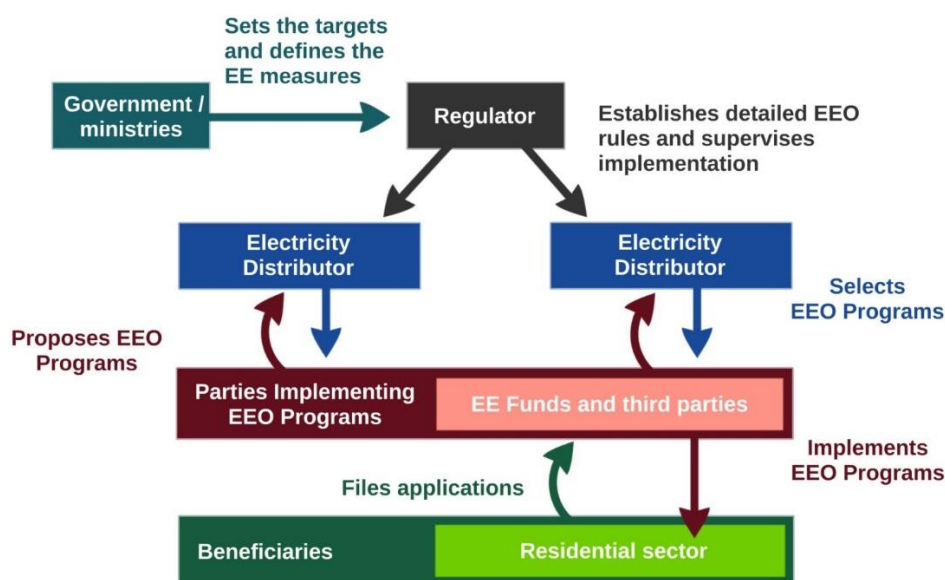 Sets the targets
and defines the
EE measures
Government /
ministries
Regulator
Establishes detailed EEO
rules and supervises
implementation
Electricity
Distributor
Electricity
Distributor
Selects
EEO Programs
Proposes EEO
Programs
Parties Implementing
EEO Programs
EE Funds and third parties
Implements
EEO Programs
Files applications
Beneficiaries
Residential sector